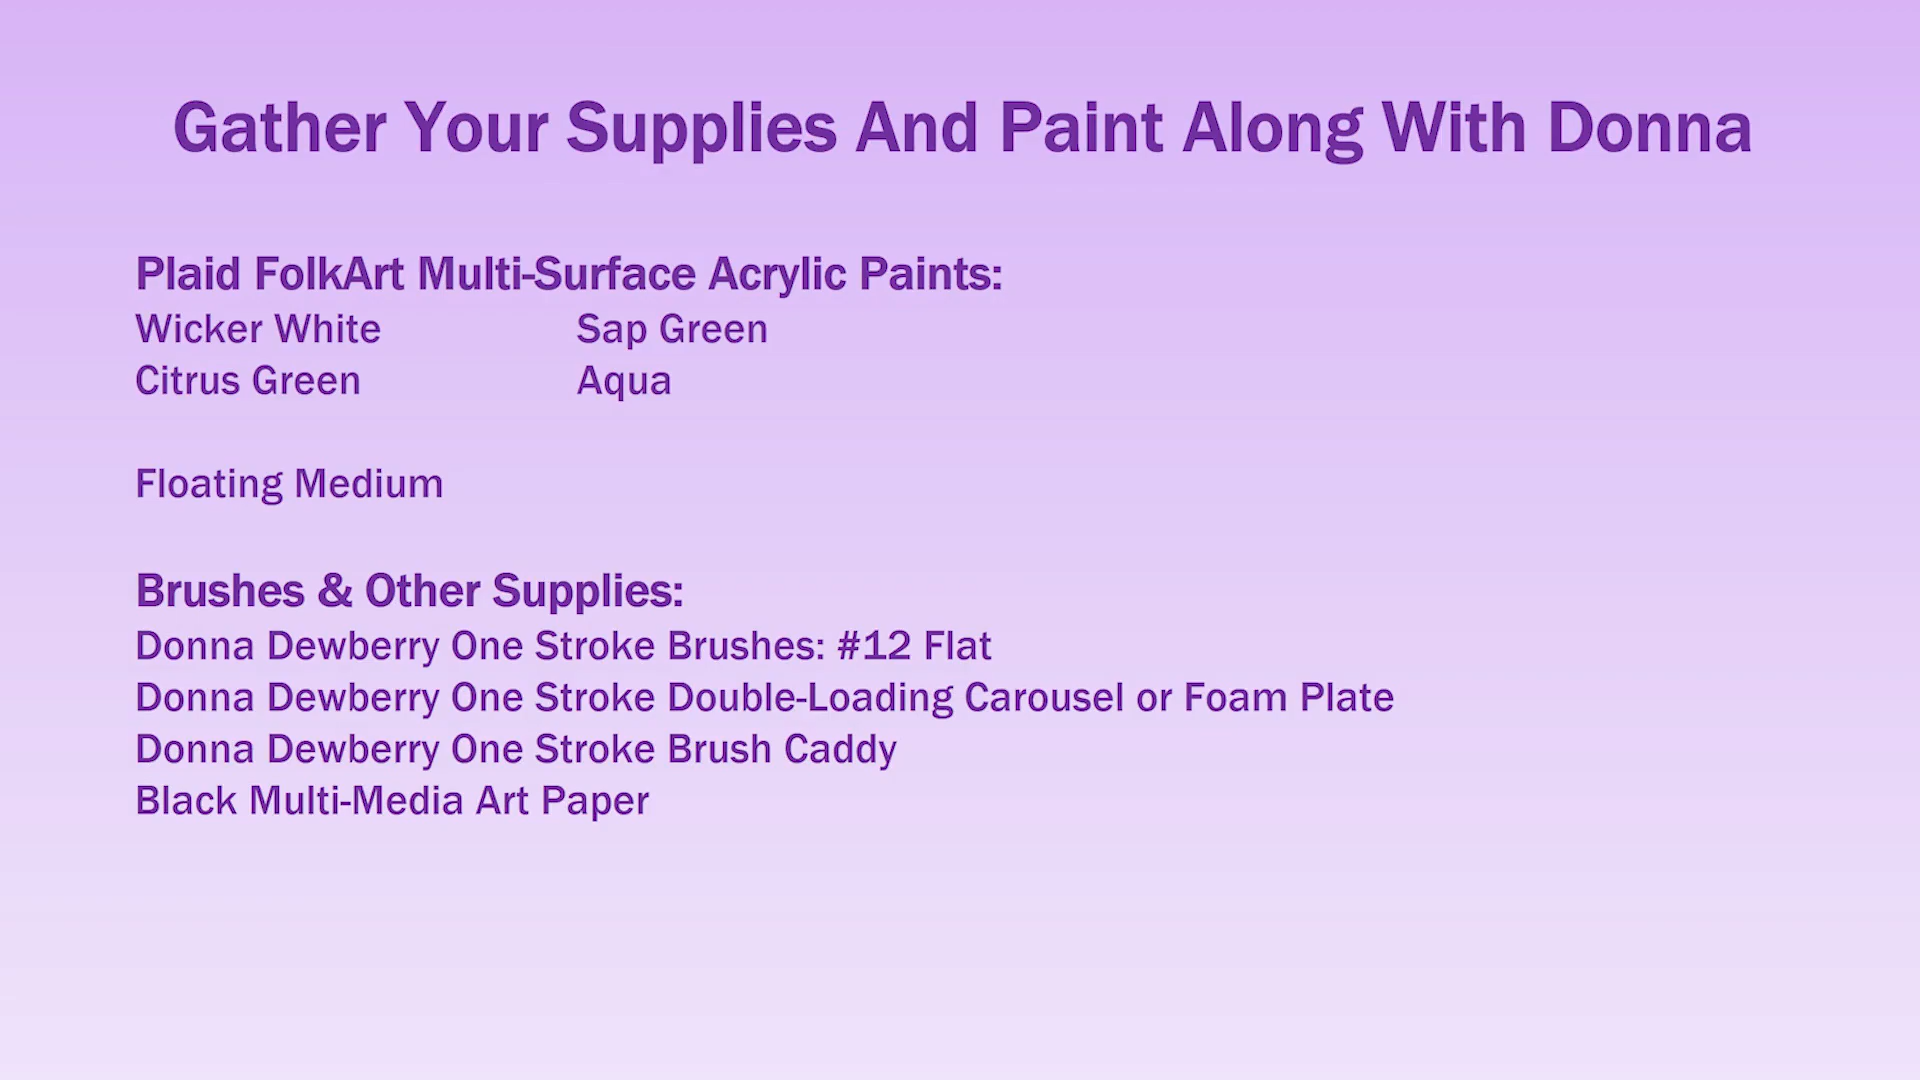 Gather Your Supplies And Paint Along With Donna
Plaid FolkArt Multi-Surface Acrylic Paints:
Wicker White Sap Green
Citrus Green Aqua
Floating Medium
Brushes & Other Supplies:
Donna Dewberry One Stroke Brushes: #12 Flat
Donna Dewberry One Stroke Double-Loading Carousel or Foam Plate
Donna Dewberry One Stroke Brush Caddy
Black Multi-Media Art Paper